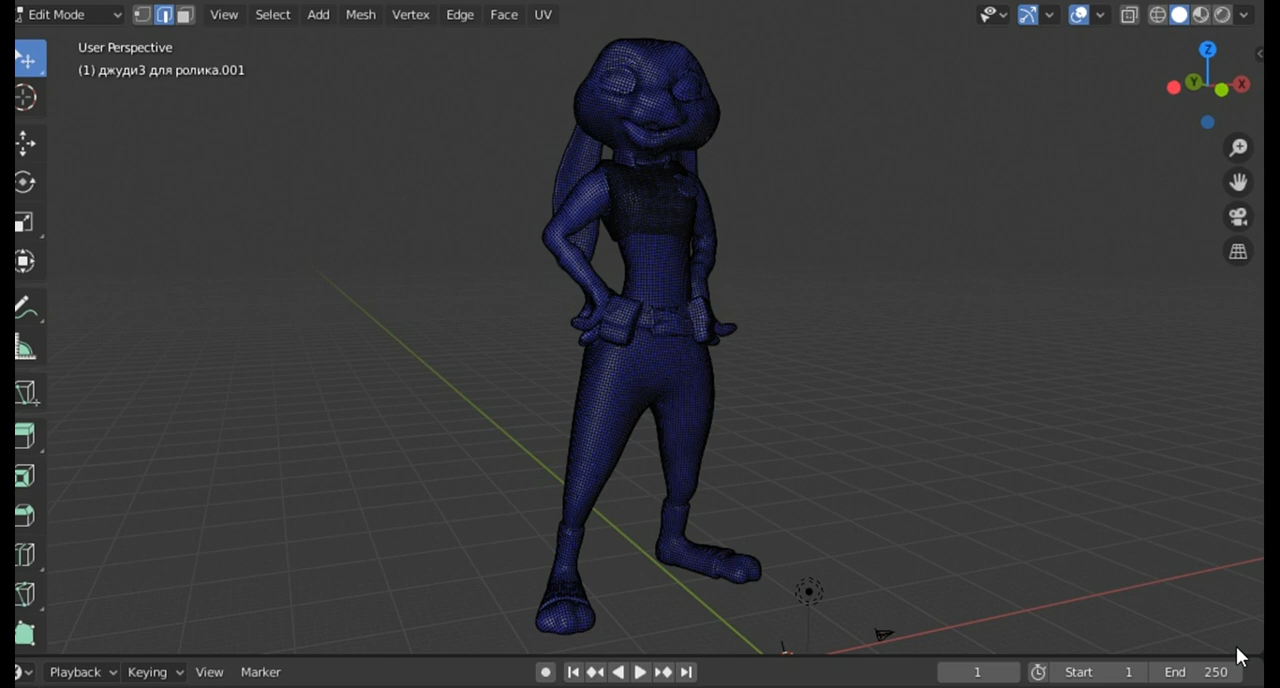 Edit Mode View Select Add Mesh Vertex Edge Face UV
User Perspective
(1) джуди3 для ролика.001
Z
Y X
Playback Keying View Marker 1 Start 1 End 250